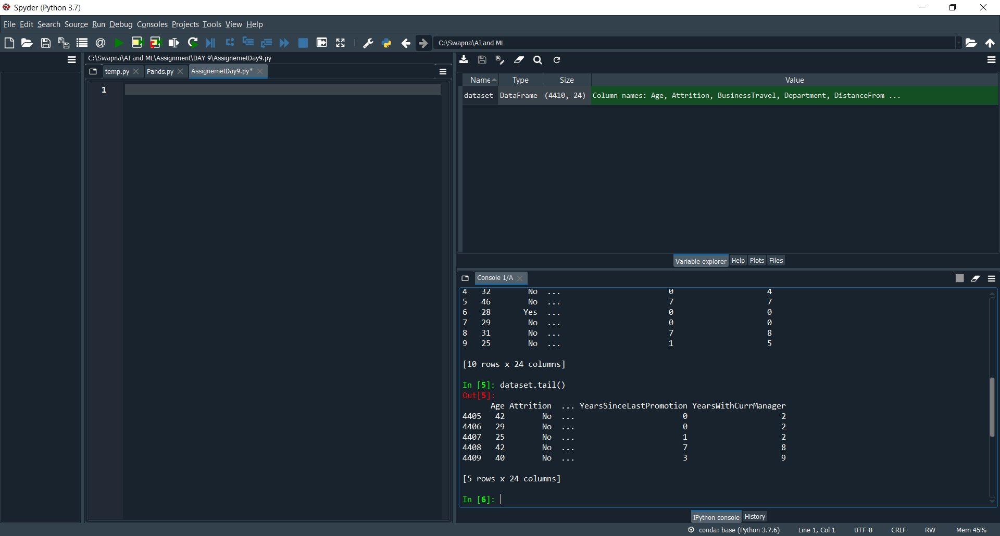 Spyder (Python 3.7)
File Edit Search Source Run Debug Consoles Projects Tools View Help
C:\Swapna\AI and ML
C:\Swapna\AI and ML\Assignment\DAY 9\AssignemetDay9.py
temp.py Pands.py AssignemetDay9.py*
1
Name Type Size Value
dataset DataFrame (4410, 24) Column names: Age, Attrition, BusinessTravel, Department, DistanceFrom ...
Variable explorer Help Plots Files
Console 1/A
4 32 No ... 0 4
5 46 No ... 7 7
6 28 Yes ... 0 0
7 29 No ... 0 0
8 31 No ... 7 8
9 25 No ... 1 5
[10 rows x 24 columns]
In [5]: dataset.tail()
Out[5]:
Age Attrition ... YearsSinceLastPromotion YearsWithCurrManager
4405 42 No ... 0 2
4406 29 No ... 0 2
4407 25 No ... 1 2
4408 42 No ... 7 8
4409 40 No ... 3 9
[5 rows x 24 columns]
In [6]:
IPython console History
conda: base (Python 3.7.6) Line 1, Col 1 UTF-8 CRLF RW Mem 45%